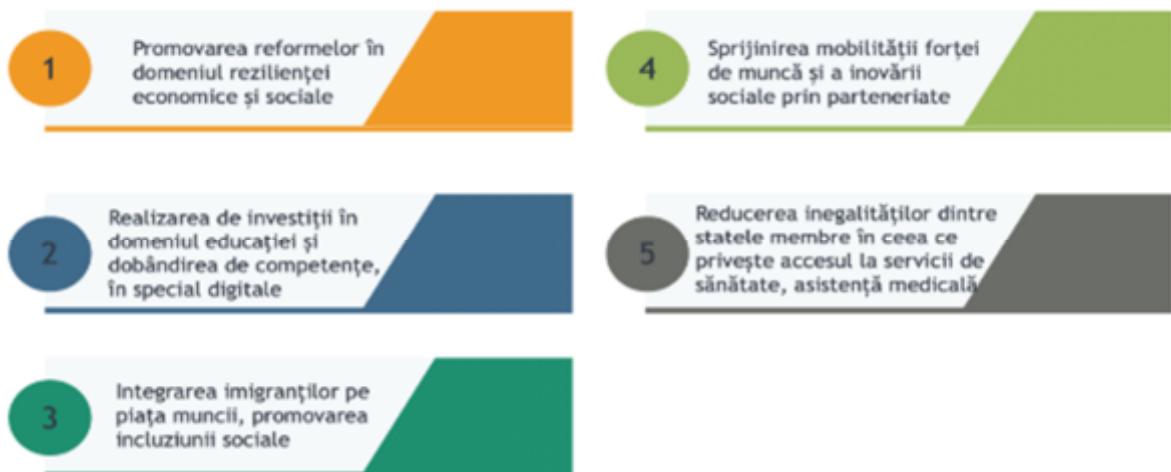 1
Promovarea reformelor în
domeniul rezilienței
economice și sociale
2
Realizarea de investiții în
domeniul educației și
dobândirea de competențe,
în special digitale
3
Integrarea imigranților pe
piața muncii, promovarea
incluziunii sociale
4
Sprijinirea mobilității forței
de muncă și a inovării
sociale prin parteneriate
5
Reducerea inegalităților dintre
statele membre în ceea ce
privește accesul la servicii de
sănătate, asistență medicală